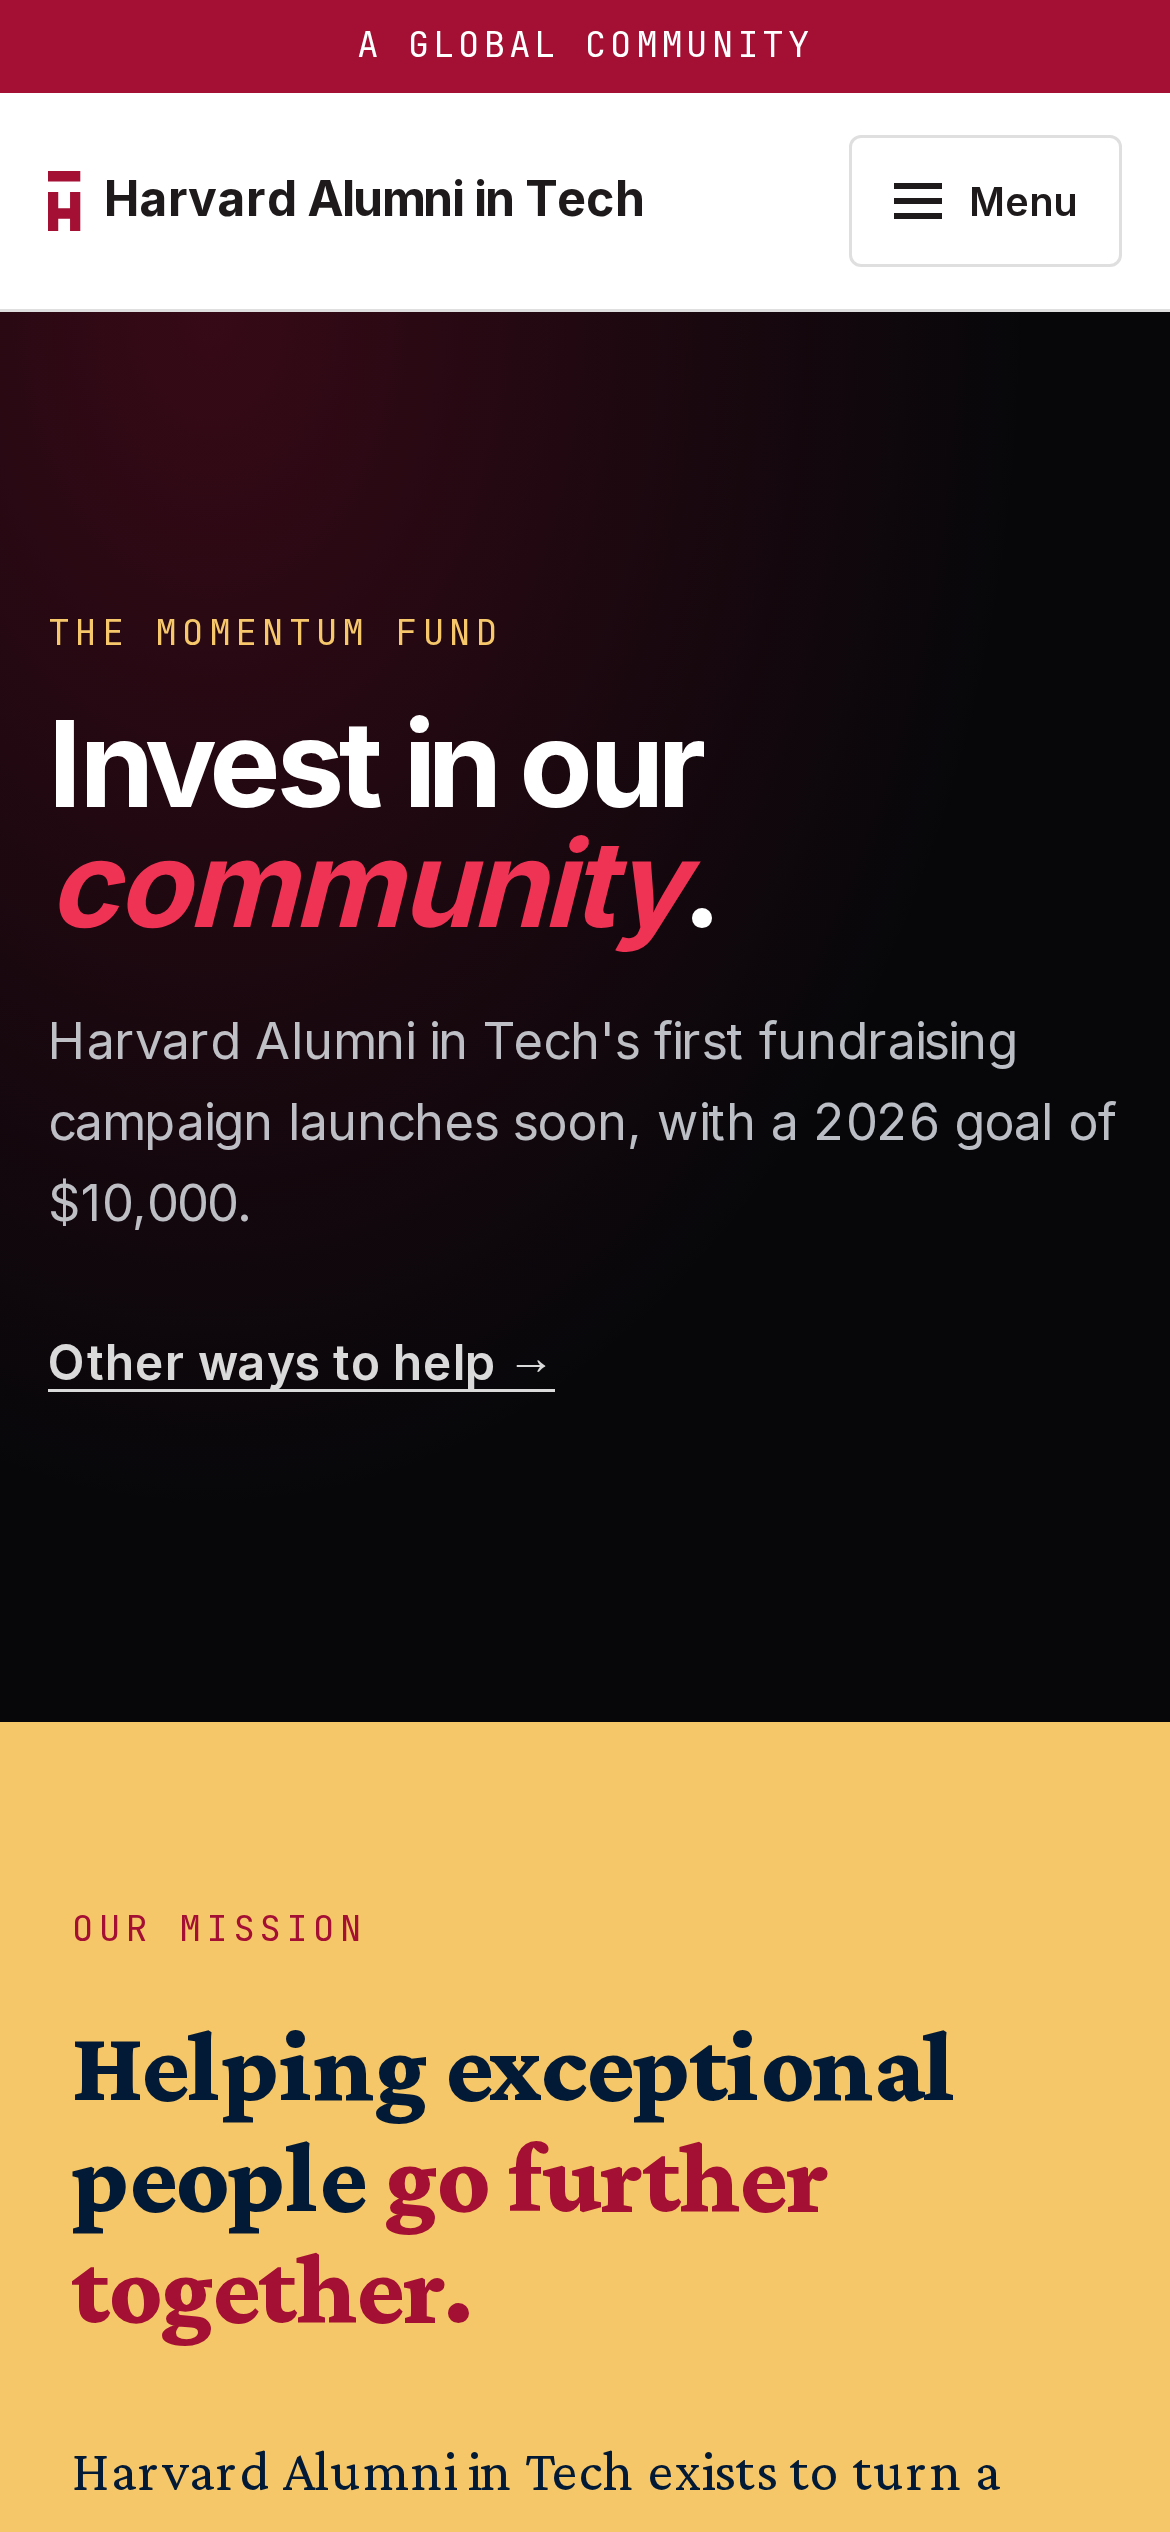 A GLOBAL COMMUNITY
Harvard Alumni in Tech
Menu
THE MOMENTUM FUND
Invest in our
community.
Harvard Alumni in Tech's first fundraising
campaign launches soon, with a 2026 goal of
$10,000.
Other ways to help →
OUR MISSION
Helping exceptional
people go further
together.
Harvard Alumni in Tech exists to turn a